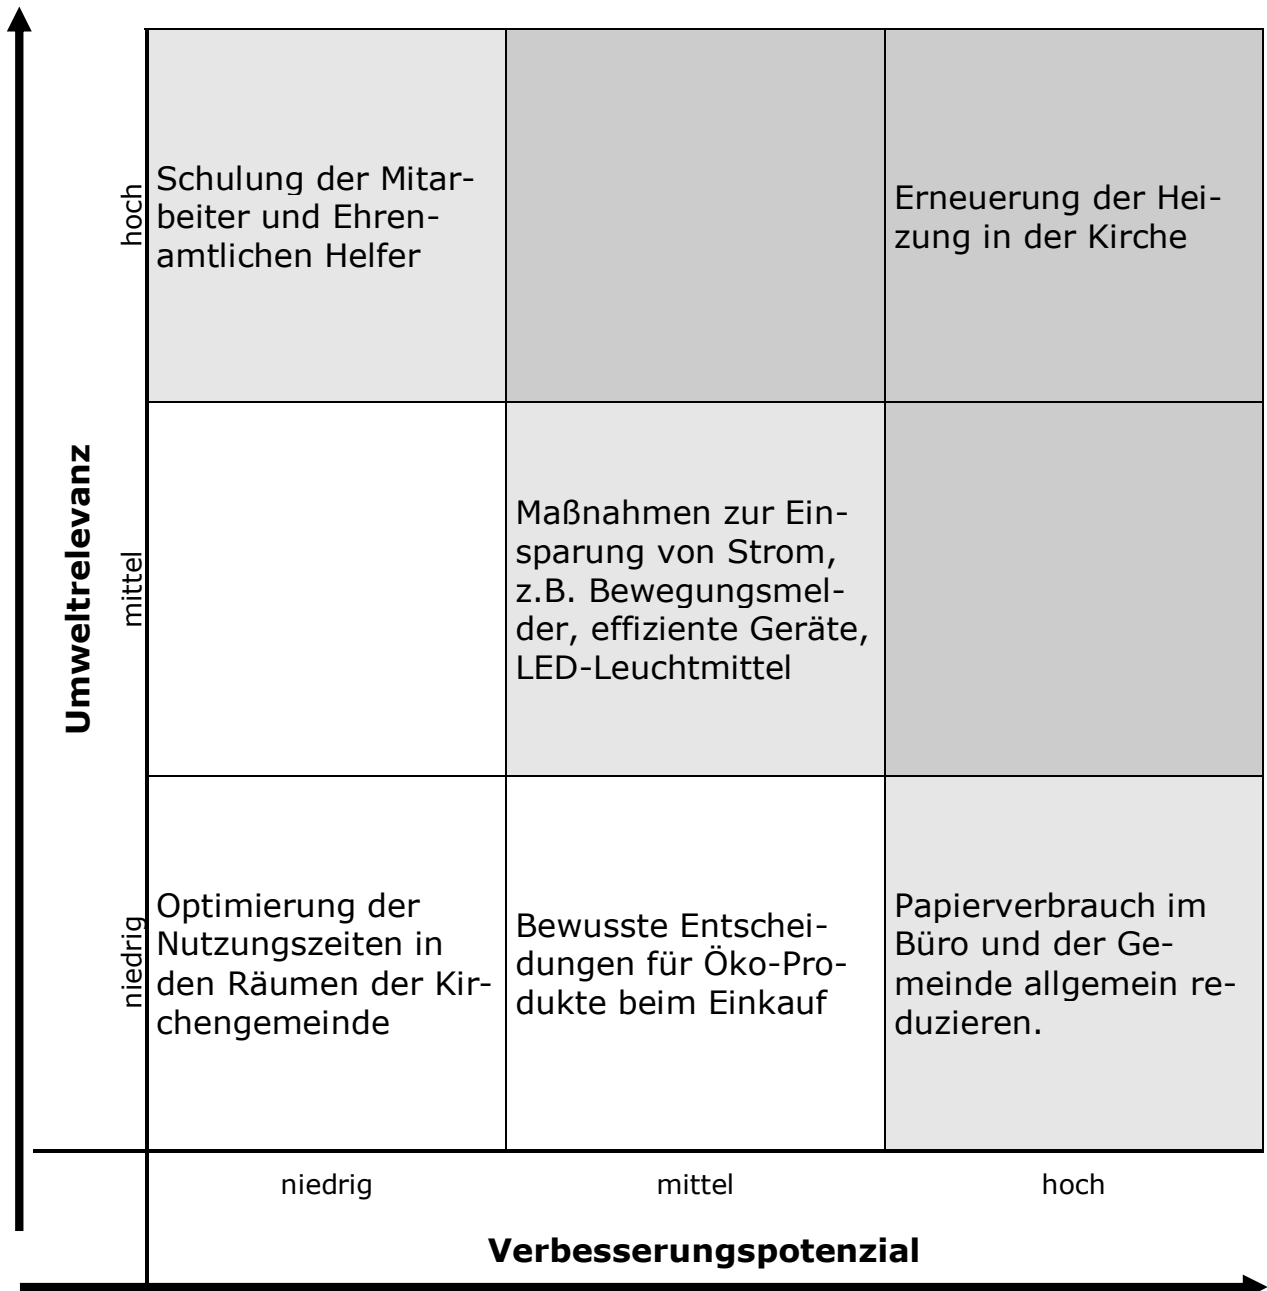 Umweltrelevanz
hoch
Schulung der Mitar-
beiter und Ehren-
amtlichen Helfer
Erneuerung der Hei-
zung in der Kirche
mittel
Maßnahmen zur Ein-
sparung von Strom,
z.B. Bewegungsmel-
der, effiziente Geräte,
LED-Leuchtmittel
niedrig
Optimierung der
Nutzungszeiten in
den Räumen der Kir-
chengemeinde
Bewusste Entschei-
dungen für Öko-Pro-
dukte beim Einkauf
Papierverbrauch im
Büro und der Ge-
meinde allgemein re-
duzieren.
niedrig
mittel
hoch
Verbesserungspotenzial